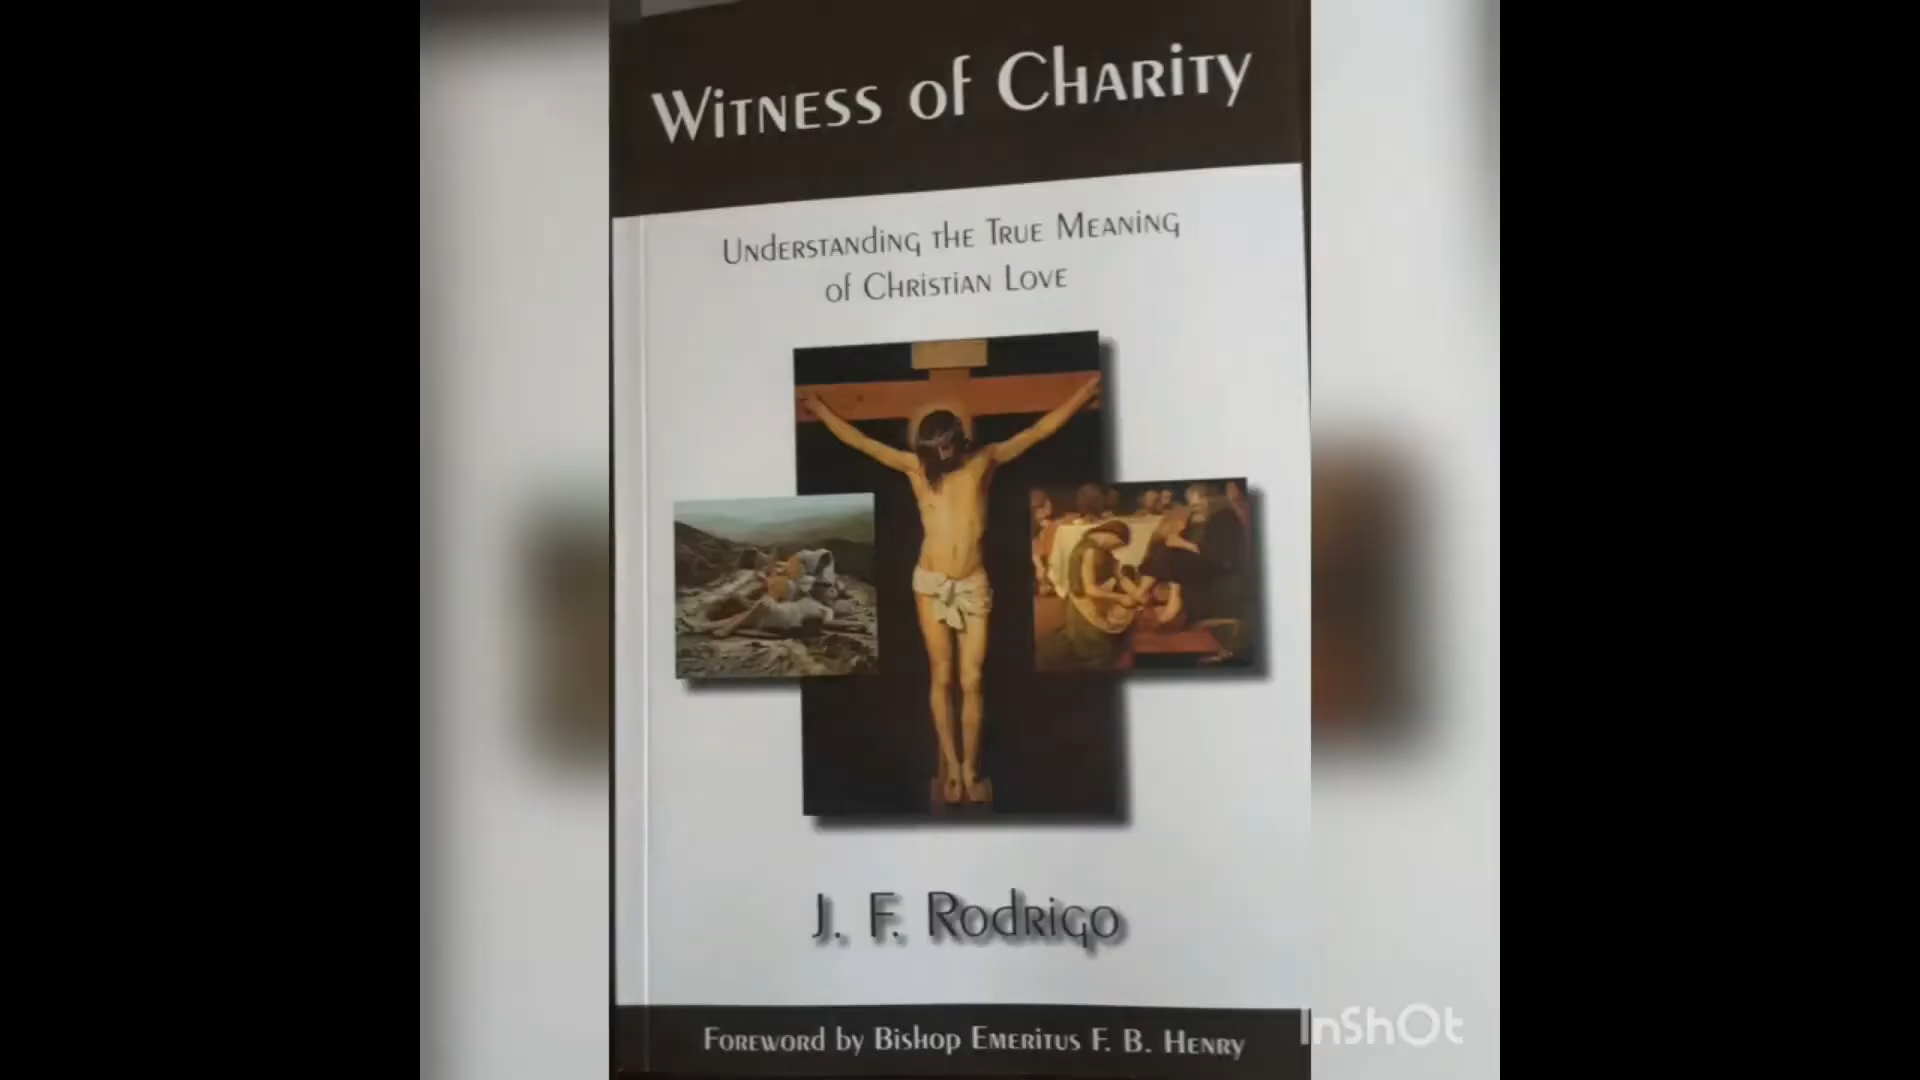 Witness of Charity
Understanding the True Meaning
of Christian Love
J. F. Rodrigo
Foreword by Bishop Emeritus F. B. Henry
InShOt